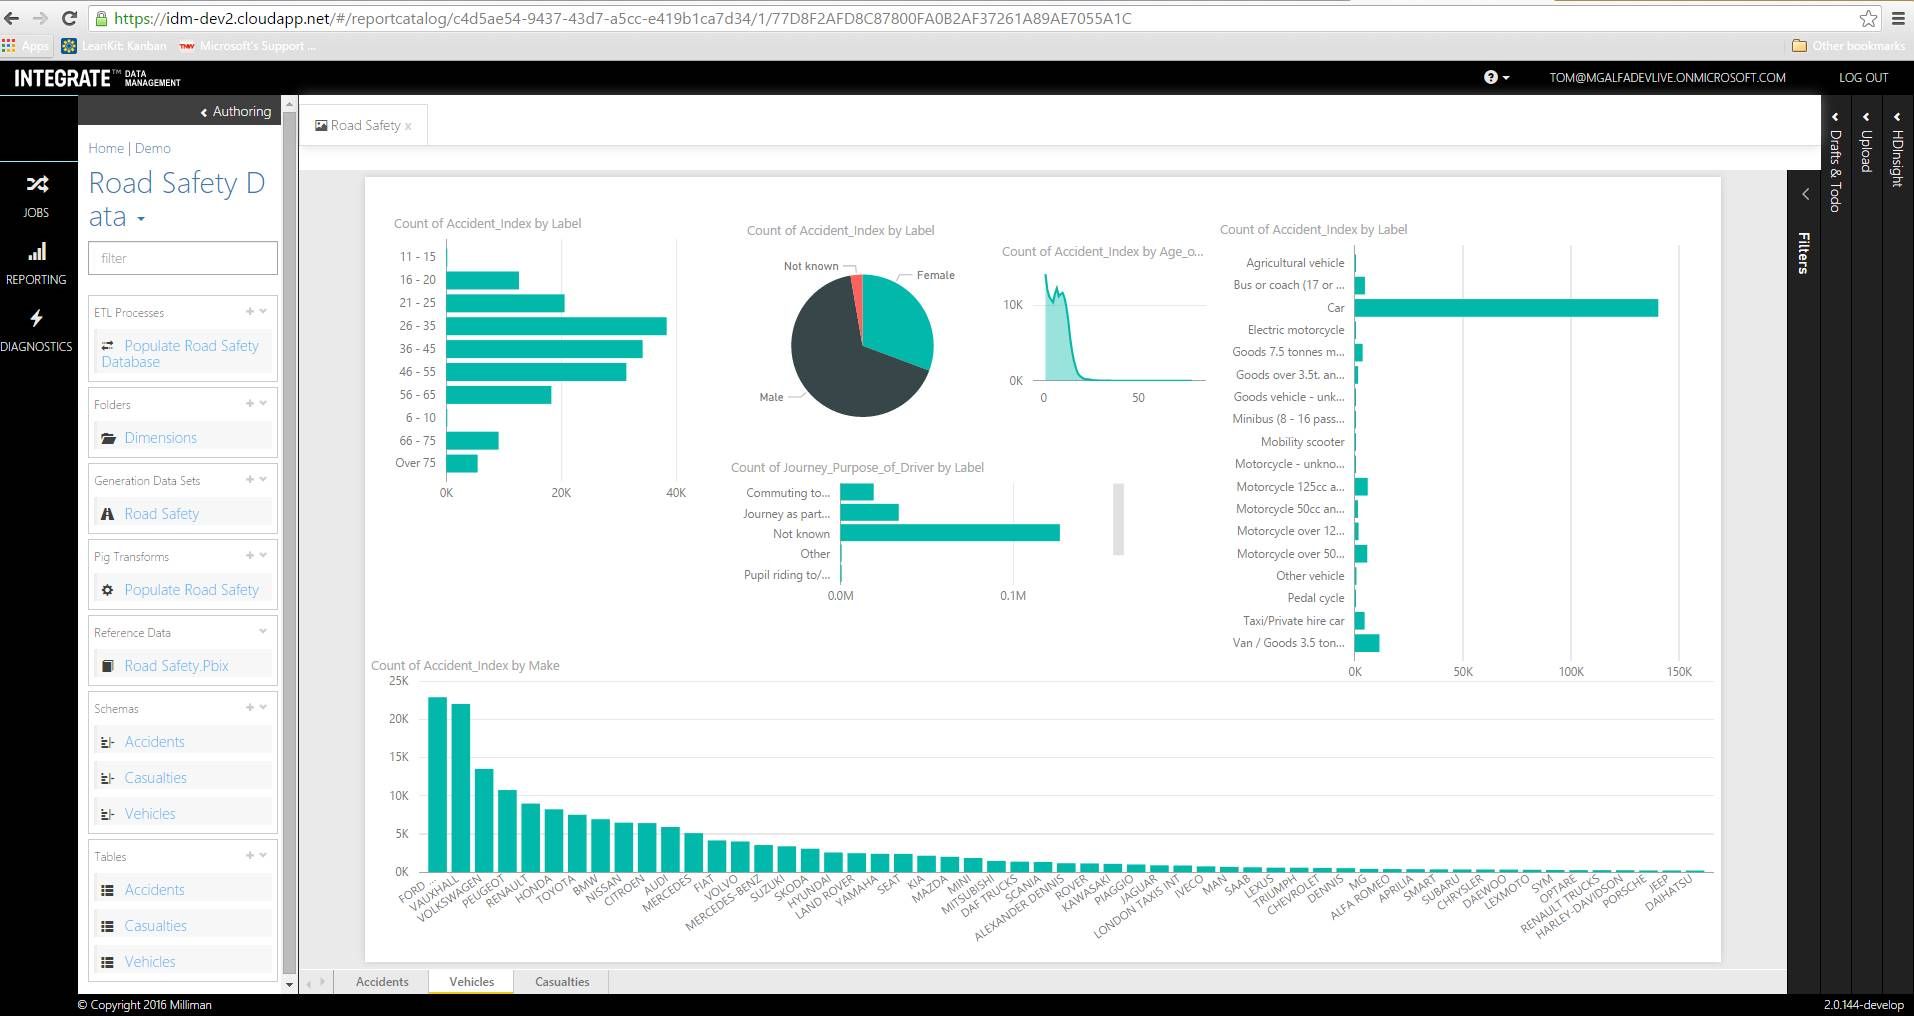 https://idm-dev2.cloudapp.net/#/reportcatalog/c4d5ae54-9437-43d7-a5cc-e419b1ca7d34/1/77D8F2AFD8C87800FA0B2AF37261A89AE7055A1C
Apps LeanKit: Kanban TNW Microsoft's Support ... Other bookmarks
INTEGRATE™ DATA MANAGEMENT
? TOM@MGALFADEVLIVE.ONMICROSOFT.COM LOG OUT
Authoring
Home | Demo
Road Safety D
ata
filter
JOBS
REPORTING
DIAGNOSTICS
ETL Processes
Populate Road Safety
Database
Folders
Dimensions
Generation Data Sets
Road Safety
Pig Transforms
Populate Road Safety
Reference Data
Road Safety.Pbix
Schemas
Accidents
Casualties
Vehicles
Tables
Accidents
Casualties
Vehicles
Road Safety x
Count of Accident_Index by Label
11 - 15
16 - 20
21 - 25
26 - 35
36 - 45
46 - 55
56 - 65
6 - 10
66 - 75
Over 75
0K 20K 40K
Count of Accident_Index by Label
Not known
Female
Male
Count of Accident_Index by Age_o...
10K
0K
0 50
Count of Journey_Purpose_of_Driver by Label
Commuting to...
Journey as part...
Not known
Other
Pupil riding to/...
0.0M 0.1M
Count of Accident_Index by Label
Agricultural vehicle
Bus or coach (17 or ...
Car
Electric motorcycle
Goods 7.5 tonnes m...
Goods over 3.5t. an...
Goods vehicle - unk...
Minibus (8 - 16 pass...
Mobility scooter
Motorcycle - unkno...
Motorcycle 125cc a...
Motorcycle 50cc an...
Motorcycle over 12...
Motorcycle over 50...
Other vehicle
Pedal cycle
Taxi/Private hire car
Van / Goods 3.5 ton...
0K 50K 100K 150K
Count of Accident_Index by Make
25K
20K
15K
10K
5K
0K
FORD ...
VAUXHALL
VOLKSWAGEN
PEUGEOT
RENAULT
HONDA
TOYOTA
BMW
NISSAN
CITROEN
AUDI
MERCEDES
FIAT
VOLVO
MERCEDES-BENZ
SUZUKI
SKODA
HYUNDAI
LAND ROVER
YAMAHA
SEAT
KIA
MAZDA
MINI
MITSUBISHI
DAF TRUCKS
SCANIA
ALEXANDER DENNIS
ROVER
KAWASAKI
PIAGGIO
JAGUAR
LONDON TAXIS INT
IVECO
MAN
SAAB
LEXUS
TRIUMPH
CHEVROLET
DENNIS
MG
ALFA ROMEO
APRILIA
SMART
SUBARU
CHRYSLER
DAEWOO
LEXMOTO
SYM
OPTARE
RENAULT TRUCKS
HARLEY-DAVIDSON
PORSCHE
JEEP
DAIHATSU
Filters
Drafts & Todo
Upload
HDInsight
Accidents Vehicles Casualties
© Copyright 2016 Milliman
2.0.144-develop